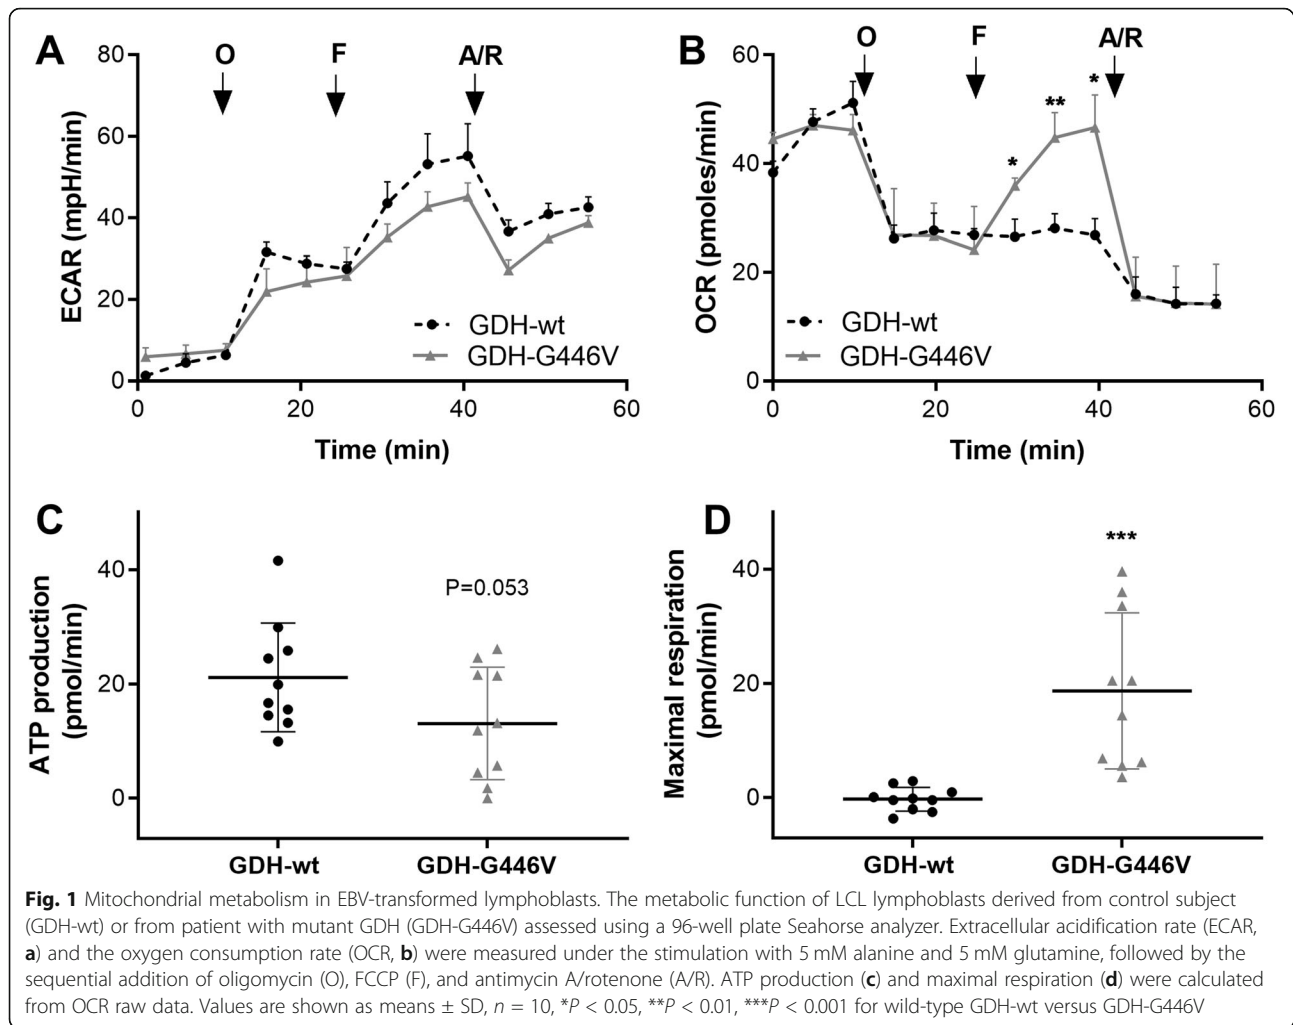 A
O
F
A/R
80
60
40
20
0
ECAR (mpH/min)
GDH-wt
GDH-G446V
0
20
40
60
Time (min)
B
O
F
A/R
60
40
20
0
OCR (pmoles/min)
*
**
*
GDH-wt
GDH-G446V
0
20
40
60
Time (min)
C
ATP production
(pmol/min)
40
20
0
P=0.053
GDH-wt
GDH-G446V
D
Maximal respiration
(pmol/min)
40
20
0
***
GDH-wt
GDH-G446V
Fig. 1 Mitochondrial metabolism in EBV-transformed lymphoblasts. The metabolic function of LCL lymphoblasts derived from control subject
(GDH-wt) or from patient with mutant GDH (GDH-G446V) assessed using a 96-well plate Seahorse analyzer. Extracellular acidification rate (ECAR,
a) and the oxygen consumption rate (OCR, b) were measured under the stimulation with 5 mM alanine and 5 mM glutamine, followed by the
sequential addition of oligomycin (O), FCCP (F), and antimycin A/rotenone (A/R). ATP production (c) and maximal respiration (d) were calculated
from OCR raw data. Values are shown as means ± SD, n = 10, *P < 0.05, **P < 0.01, ***P < 0.001 for wild-type GDH-wt versus GDH-G446V